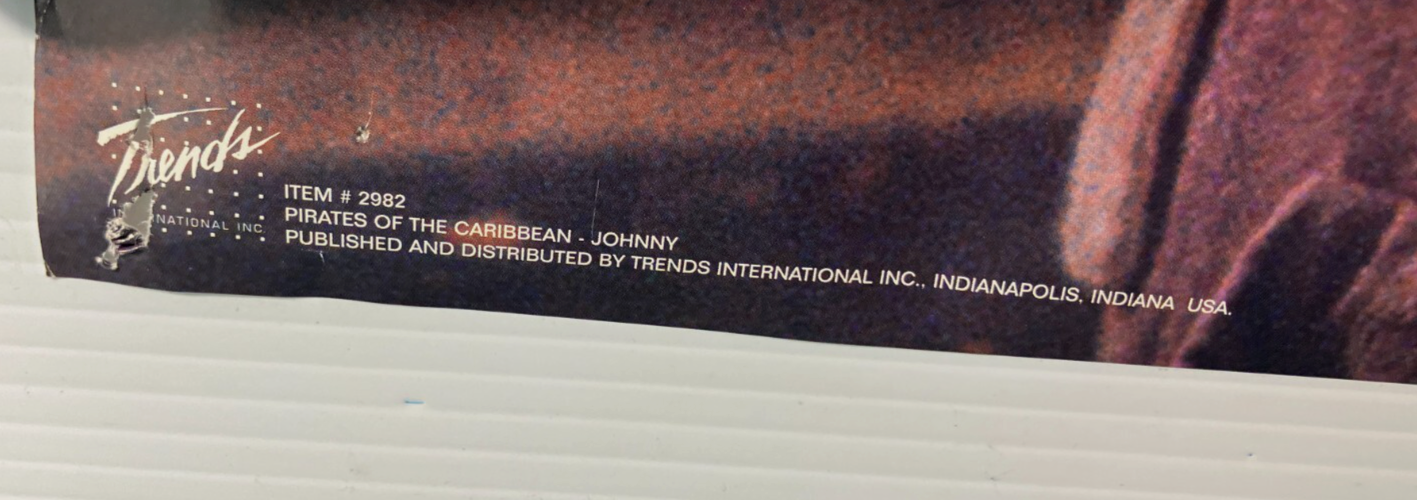 Trends
NATIONAL INC.
ITEM # 2982
PIRATES OF THE CARIBBEAN - JOHNNY
PUBLISHED AND DISTRIBUTED BY TRENDS INTERNATIONAL INC., INDIANAPOLIS, INDIANA USA.